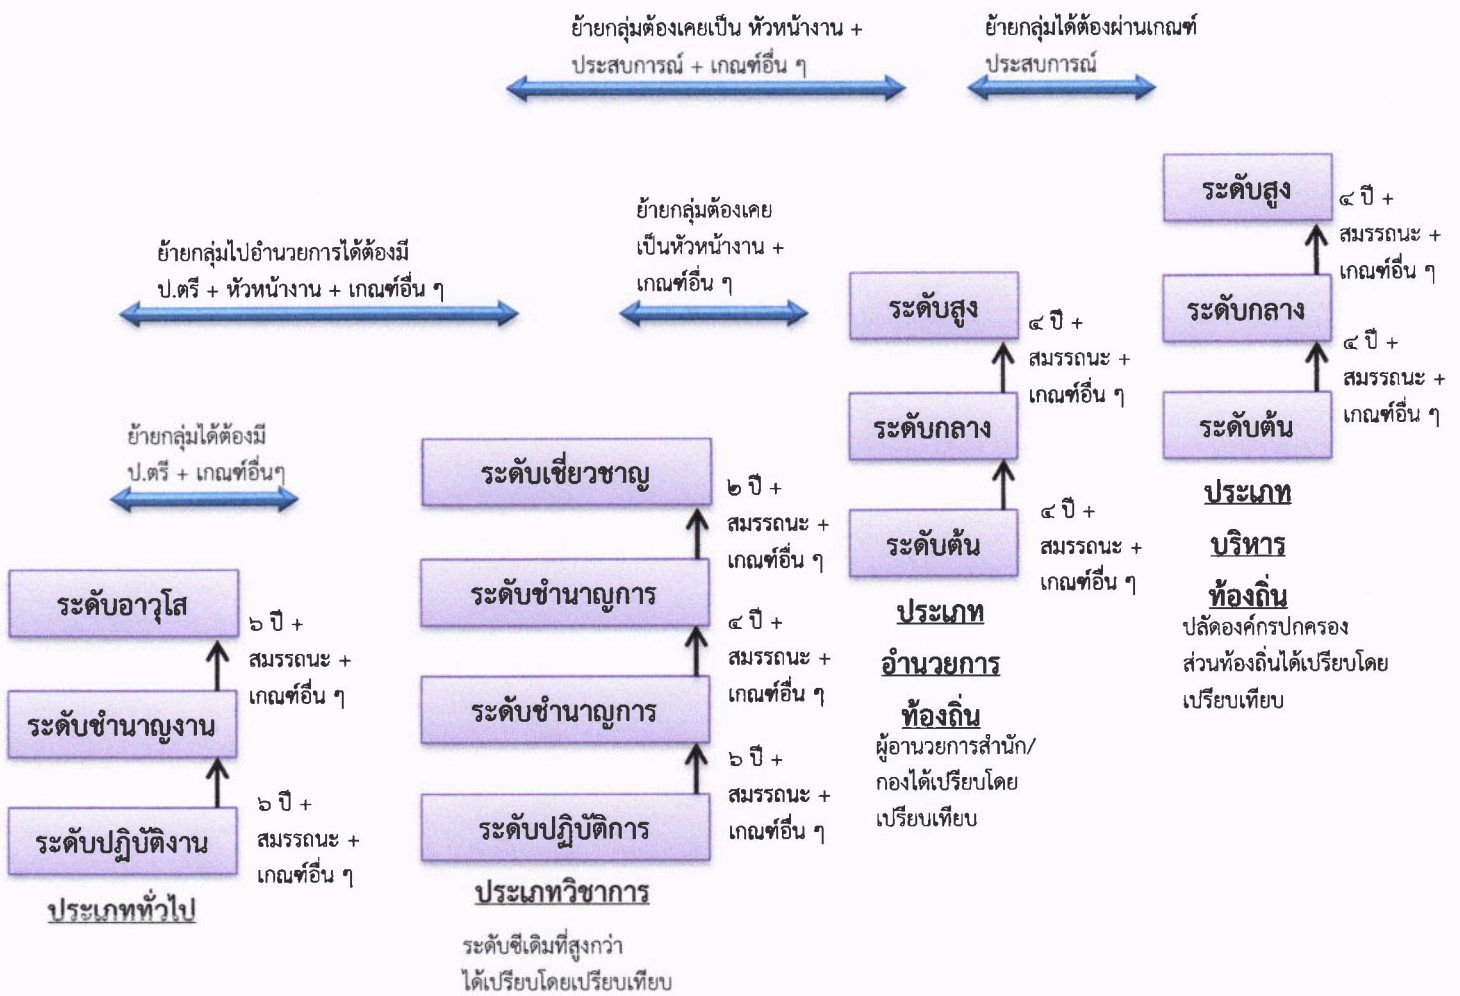 ย้ายกลุ่มต้องเคยเป็น หัวหน้างาน +
ประสบการณ์ + เกณฑ์อื่น ๆ
ย้ายกลุ่มได้ต้องผ่านเกณฑ์
ประสบการณ์
ย้ายกลุ่มไปอำนวยการได้ต้องมี
ป.ตรี + หัวหน้างาน + เกณฑ์อื่น ๆ
ย้ายกลุ่มต้องเคย
เป็นหัวหน้างาน +
เกณฑ์อื่น ๆ
ย้ายกลุ่มได้ต้องมี
ป.ตรี + เกณฑ์อื่นๆ
ระดับอาวุโส
๖ ปี +
สมรรถนะ +
เกณฑ์อื่น ๆ
ระดับชำนาญงาน
๖ ปี +
สมรรถนะ +
เกณฑ์อื่น ๆ
ระดับปฏิบัติงาน
ประเภททั่วไป
ระดับเชี่ยวชาญ
๒ ปี +
สมรรถนะ +
เกณฑ์อื่น ๆ
ระดับชำนาญการ
๔ ปี +
สมรรถนะ +
เกณฑ์อื่น ๆ
ระดับชำนาญการ
๖ ปี +
สมรรถนะ +
เกณฑ์อื่น ๆ
ระดับปฏิบัติการ
ประเภทวิชาการ
ระดับซีเดิมที่สูงกว่า
ได้เปรียบโดยเปรียบเทียบ
ระดับสูง
๔ ปี +
สมรรถนะ +
เกณฑ์อื่น ๆ
ระดับกลาง
๔ ปี +
สมรรถนะ +
เกณฑ์อื่น ๆ
ระดับต้น
ประเภท
อำนวยการ
ท้องถิ่น
ผู้อานวยการสำนัก/
กองได้เปรียบโดย
เปรียบเทียบ
ระดับสูง
๔ ปี +
สมรรถนะ +
เกณฑ์อื่น ๆ
ระดับกลาง
๔ ปี +
สมรรถนะ +
เกณฑ์อื่น ๆ
ระดับต้น
ประเภท
บริหาร
ท้องถิ่น
ปลัดองค์กรปกครอง
ส่วนท้องถิ่นได้เปรียบโดย
เปรียบเทียบ